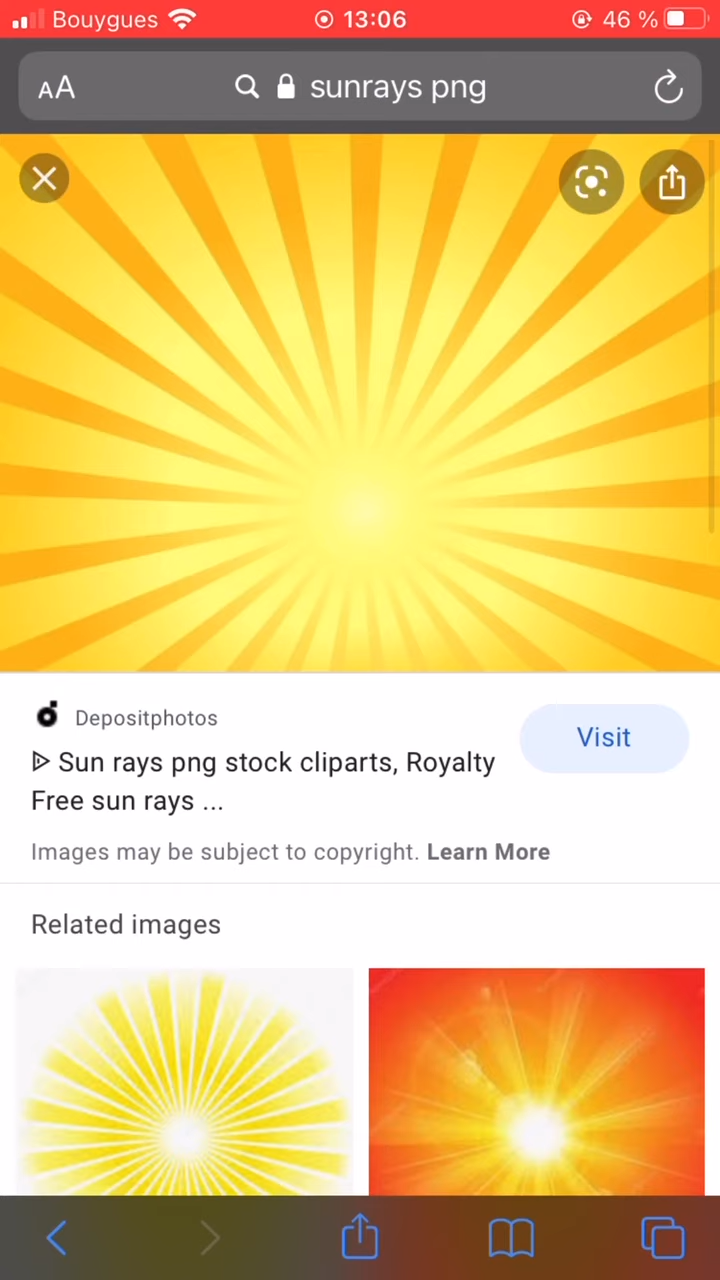 Bouygues 13:06 46 %
AA sunrays png
Depositphotos
Visit
Sun rays png stock cliparts, Royalty
Free sun rays ...
Images may be subject to copyright. Learn More
Related images